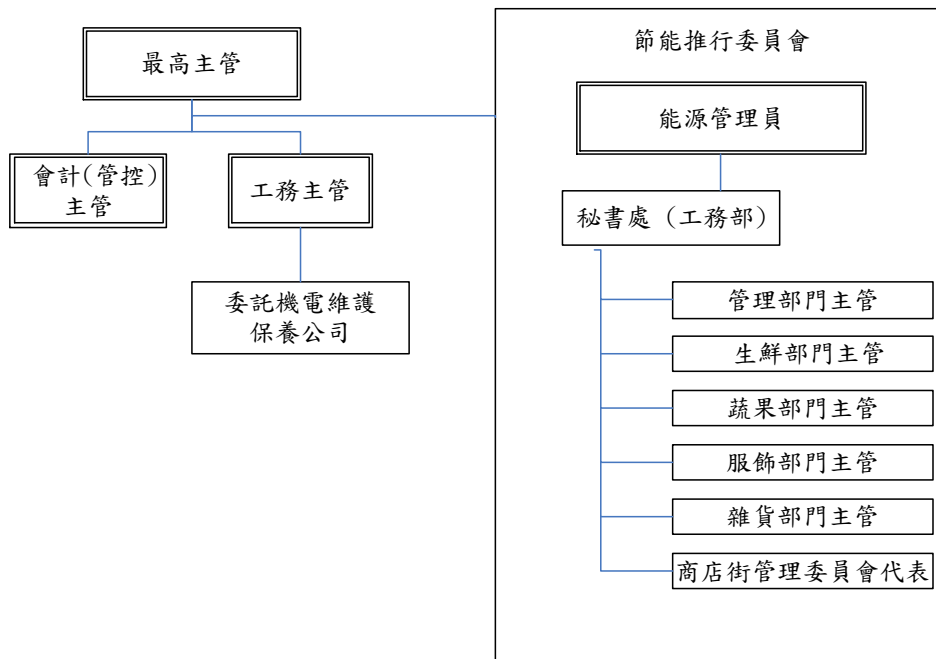 最高主管
會計(管控)
主管
工務主管
委託機電維護
保養公司
節能推行委員會
能源管理員
秘書處（工務部）
管理部門主管
生鮮部門主管
蔬果部門主管
服飾部門主管
雜貨部門主管
商店街管理委員會代表